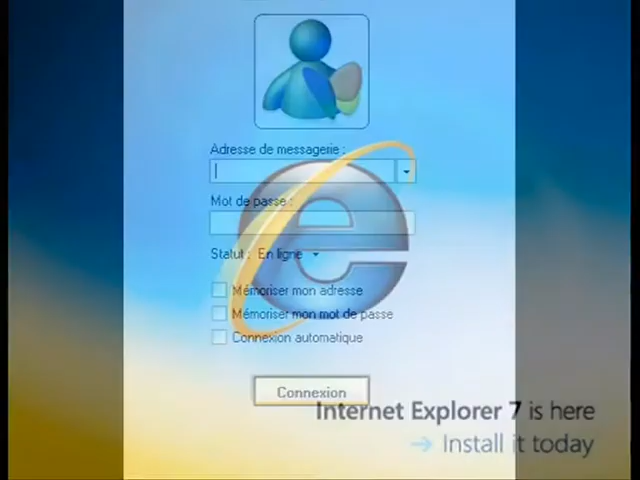 Adresse de messagerie :
Mot de passe :
Statut : En ligne
Mémoriser mon adresse
Mémoriser mon mot de passe
Connexion automatique
Connexion
Internet Explorer 7 is here
→ Install it today